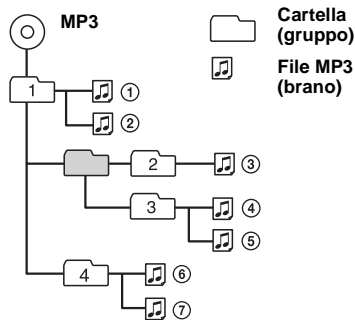 MP3
Cartella
(gruppo)
File MP3
(brano)
1
①
②
2
③
3
④
⑤
4
⑥
⑦